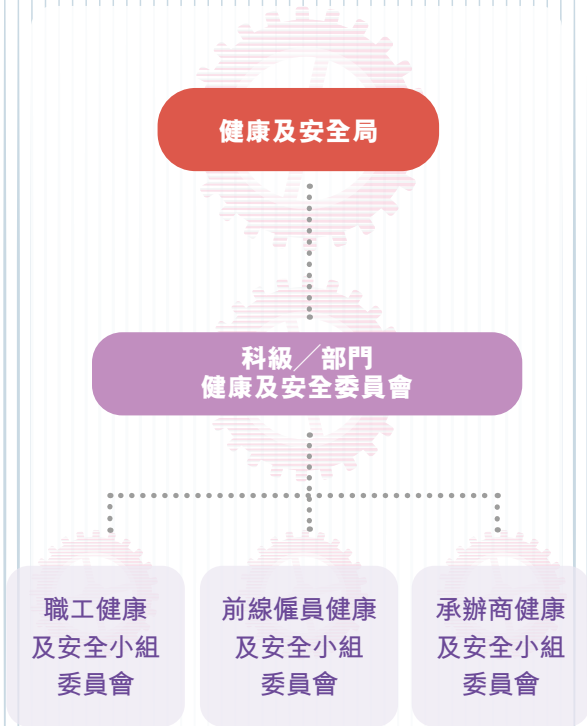 健康及安全局
科級／部門
健康及安全委員會
職工健康
及安全小組
委員會
前線僱員健康
及安全小組
委員會
承辦商健康
及安全小組
委員會